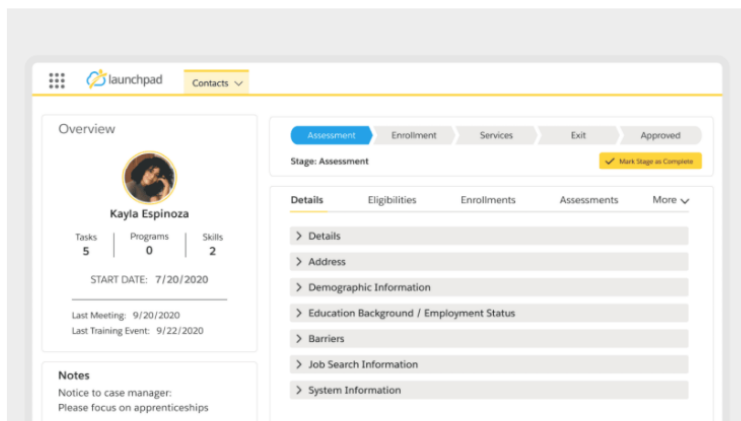 launchpad
Contacts
Overview
Kayla Espinoza
Tasks Programs Skills
5 0 2
START DATE: 7/20/2020
Last Meeting: 9/20/2020
Last Training Event: 9/22/2020
Notes
Notice to case manager:
Please focus on apprenticeships
Assessment Enrollment Services Exit Approved
Stage: Assessment
Mark Stage as Complete
Details Eligibilities Enrollments Assessments More
Details
Address
Demographic Information
Education Background / Employment Status
Barriers
Job Search Information
System Information